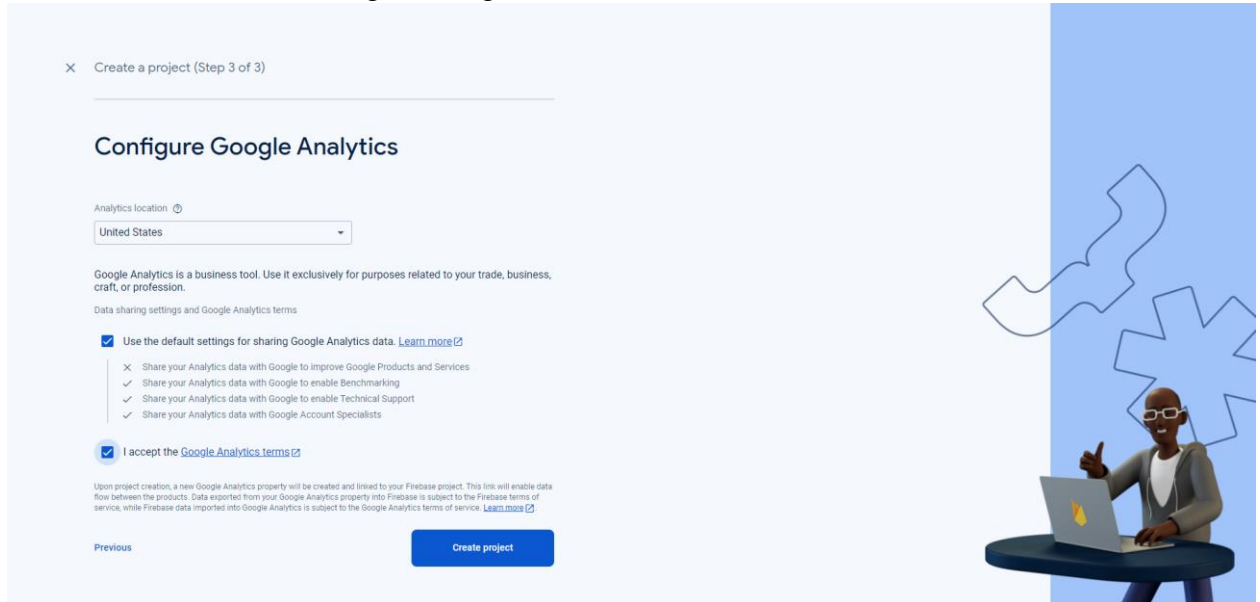 Create a project (Step 3 of 3)
Configure Google Analytics
Analytics location
United States
Google Analytics is a business tool. Use it exclusively for purposes related to your trade, business,
craft, or profession.
Data sharing settings and Google Analytics terms
Use the default settings for sharing Google Analytics data. Learn more
Share your Analytics data with Google to improve Google Products and Services
Share your Analytics data with Google to enable Benchmarking
Share your Analytics data with Google to enable Technical Support
Share your Analytics data with Google Account Specialists
I accept the Google Analytics terms
Upon project creation, a new Google Analytics property will be created and linked to your Firebase project. This link will enable data
flow between the products. Data exported from your Google Analytics property into Firebase is subject to the Firebase terms of
service, while Firebase data imported into Google Analytics is subject to the Google Analytics terms of service. Learn more
Previous
Create project